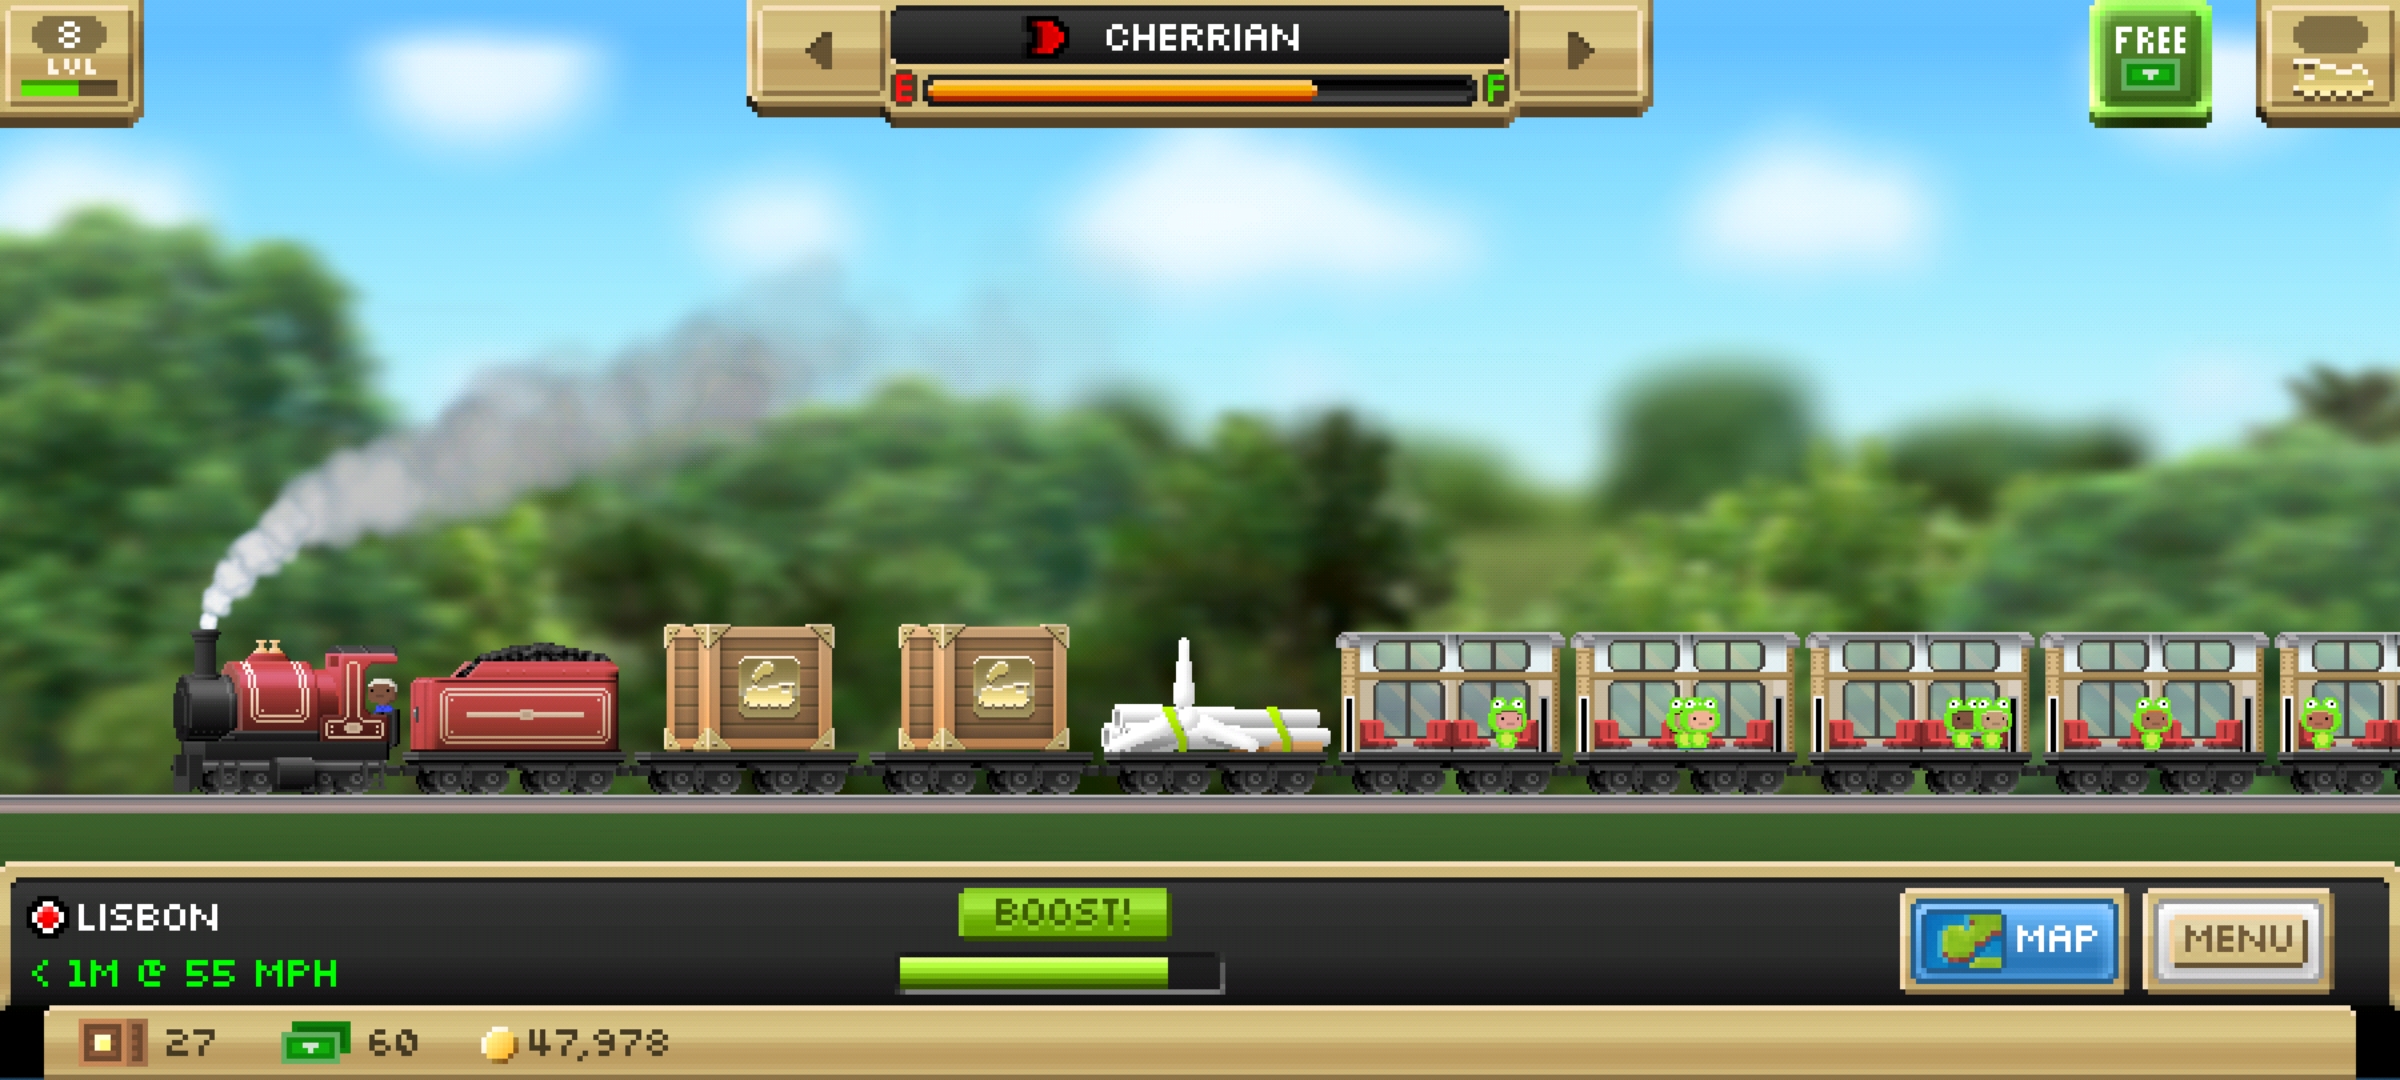 8
LVL
CHERRIAN
E F
FREE
LISBON
< 1M @ 55 MPH
BOOST!
MAP
MENU
27
60
47,978